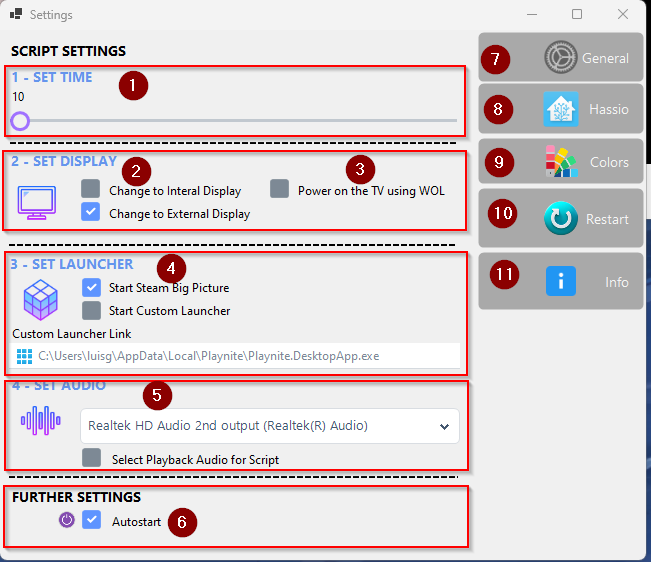 Settings
SCRIPT SETTINGS
1 - SET TIME
1
10
2 - SET DISPLAY
2
3
Change to Interal Display
Power on the TV using WOL
Change to External Display
3 - SET LAUNCHER
4
Start Steam Big Picture
Start Custom Launcher
Custom Launcher Link
C:\Users\luisg\AppData\Local\Playnite\Playnite.DesktopApp.exe
4 - SET AUDIO
5
Realtek HD Audio 2nd output (Realtek(R) Audio)
Select Playback Audio for Script
FURTHER SETTINGS
Autostart
6
7
General
8
Hassio
9
Colors
10
Restart
11
i
Info